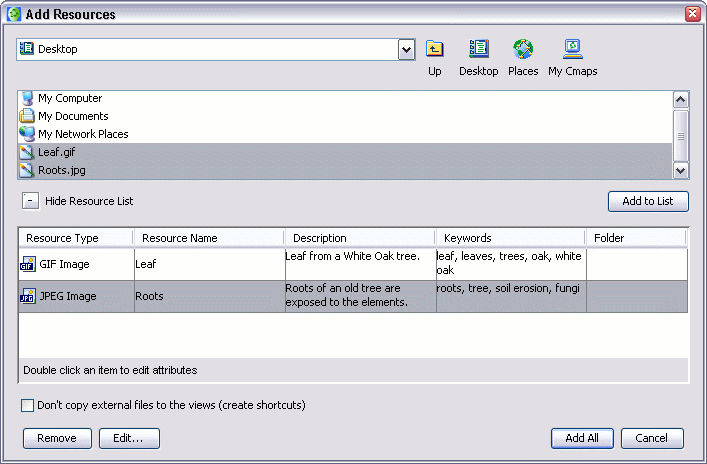 Add Resources
Desktop
Up Desktop Places My Cmaps
My Computer
My Documents
My Network Places
Leaf.gif
Roots.jpg
- Hide Resource List Add to List
Resource Type Resource Name Description Keywords Folder
GIF GIF Image Leaf Leaf from a White Oak tree. leaf, leaves, trees, oak, white
oak
JPG JPEG Image Roots Roots of an old tree are roots, tree, soil erosion, fungi
exposed to the elements.
Double click an item to edit attributes
Don't copy external files to the views (create shortcuts)
Remove Edit... Add All Cancel